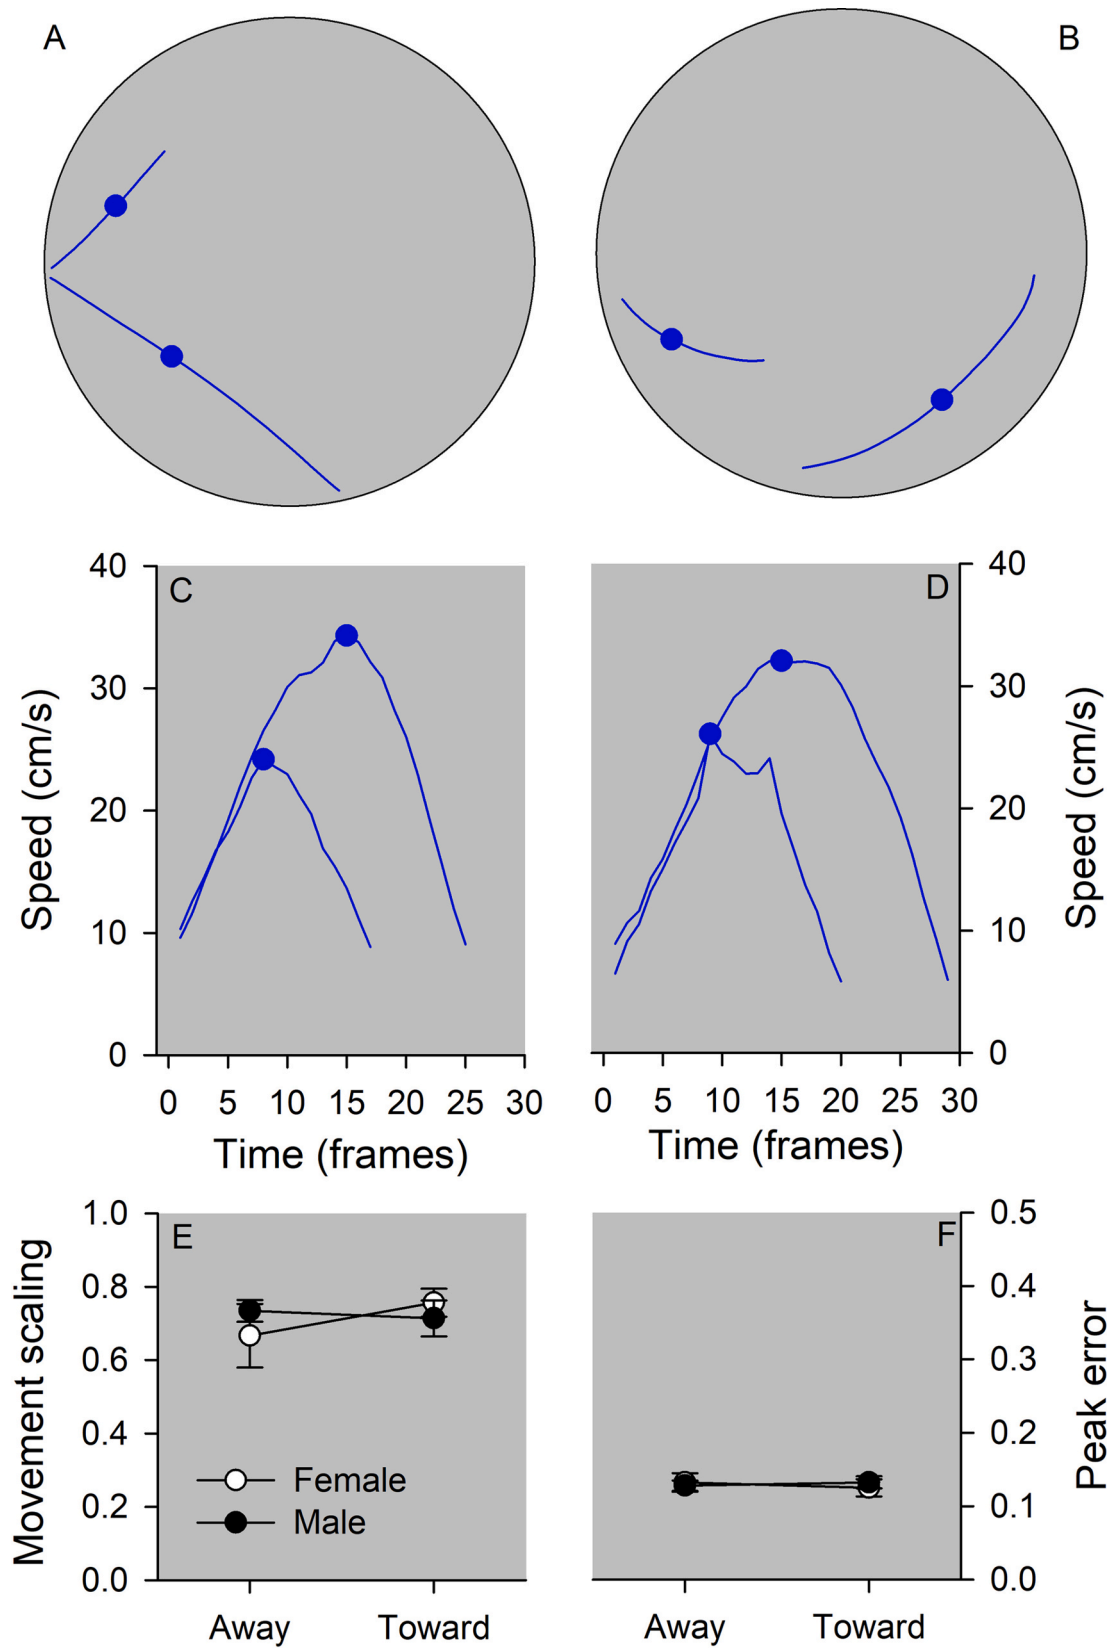 A
B
C
D
40
30
20
10
0
Speed (cm/s)
0 5 10 15 20 25 30
Time (frames)
40
30
20
10
0
Speed (cm/s)
0 5 10 15 20 25 30
Time (frames)
E
F
1.0
0.8
0.6
0.4
0.2
0.0
Movement scaling
Female
Male
Away Toward
0.5
0.4
0.3
0.2
0.1
0.0
Peak error
Away Toward